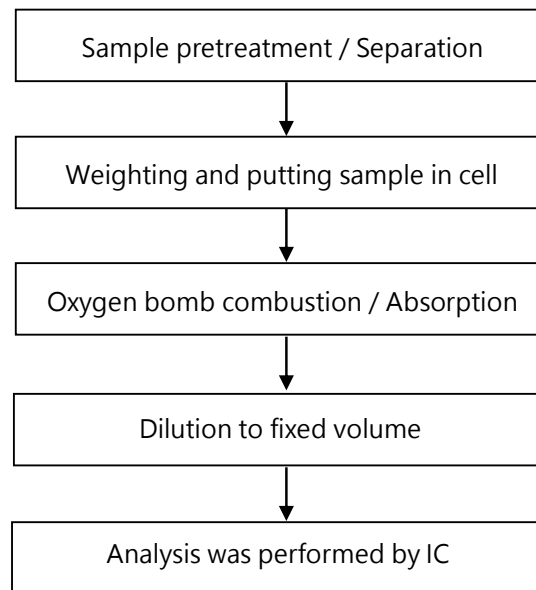 Sample pretreatment / Separation
Weighting and putting sample in cell
Oxygen bomb combustion / Absorption
Dilution to fixed volume
Analysis was performed by IC